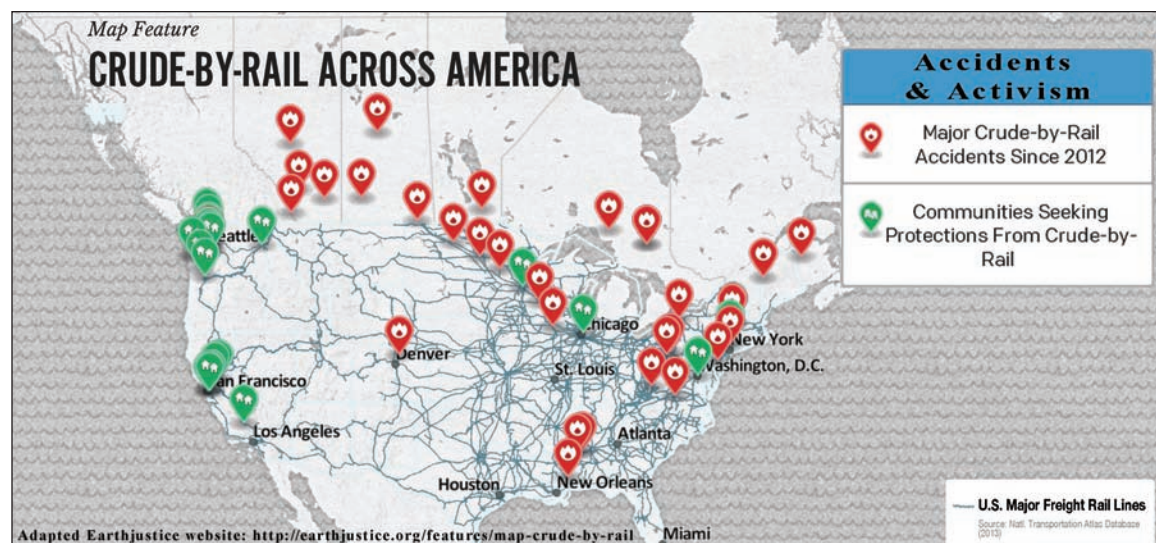 Map Feature
CRUDE-BY-RAIL ACROSS AMERICA
Accidents
& Activism
Major Crude-by-Rail
Accidents Since 2012
Communities Seeking
Protections From Crude-by-
Rail
Seattle
Chicago
New York
Denver
Washington, D.C.
St. Louis
San Francisco
Los Angeles
Atlanta
Houston
New Orleans
Miami
U.S. Major Freight Rail Lines
Source: Natl. Transportation Atlas Database
(2013)
Adapted Earthjustice website: http://earthjustice.org/features/map-crude-by-rail